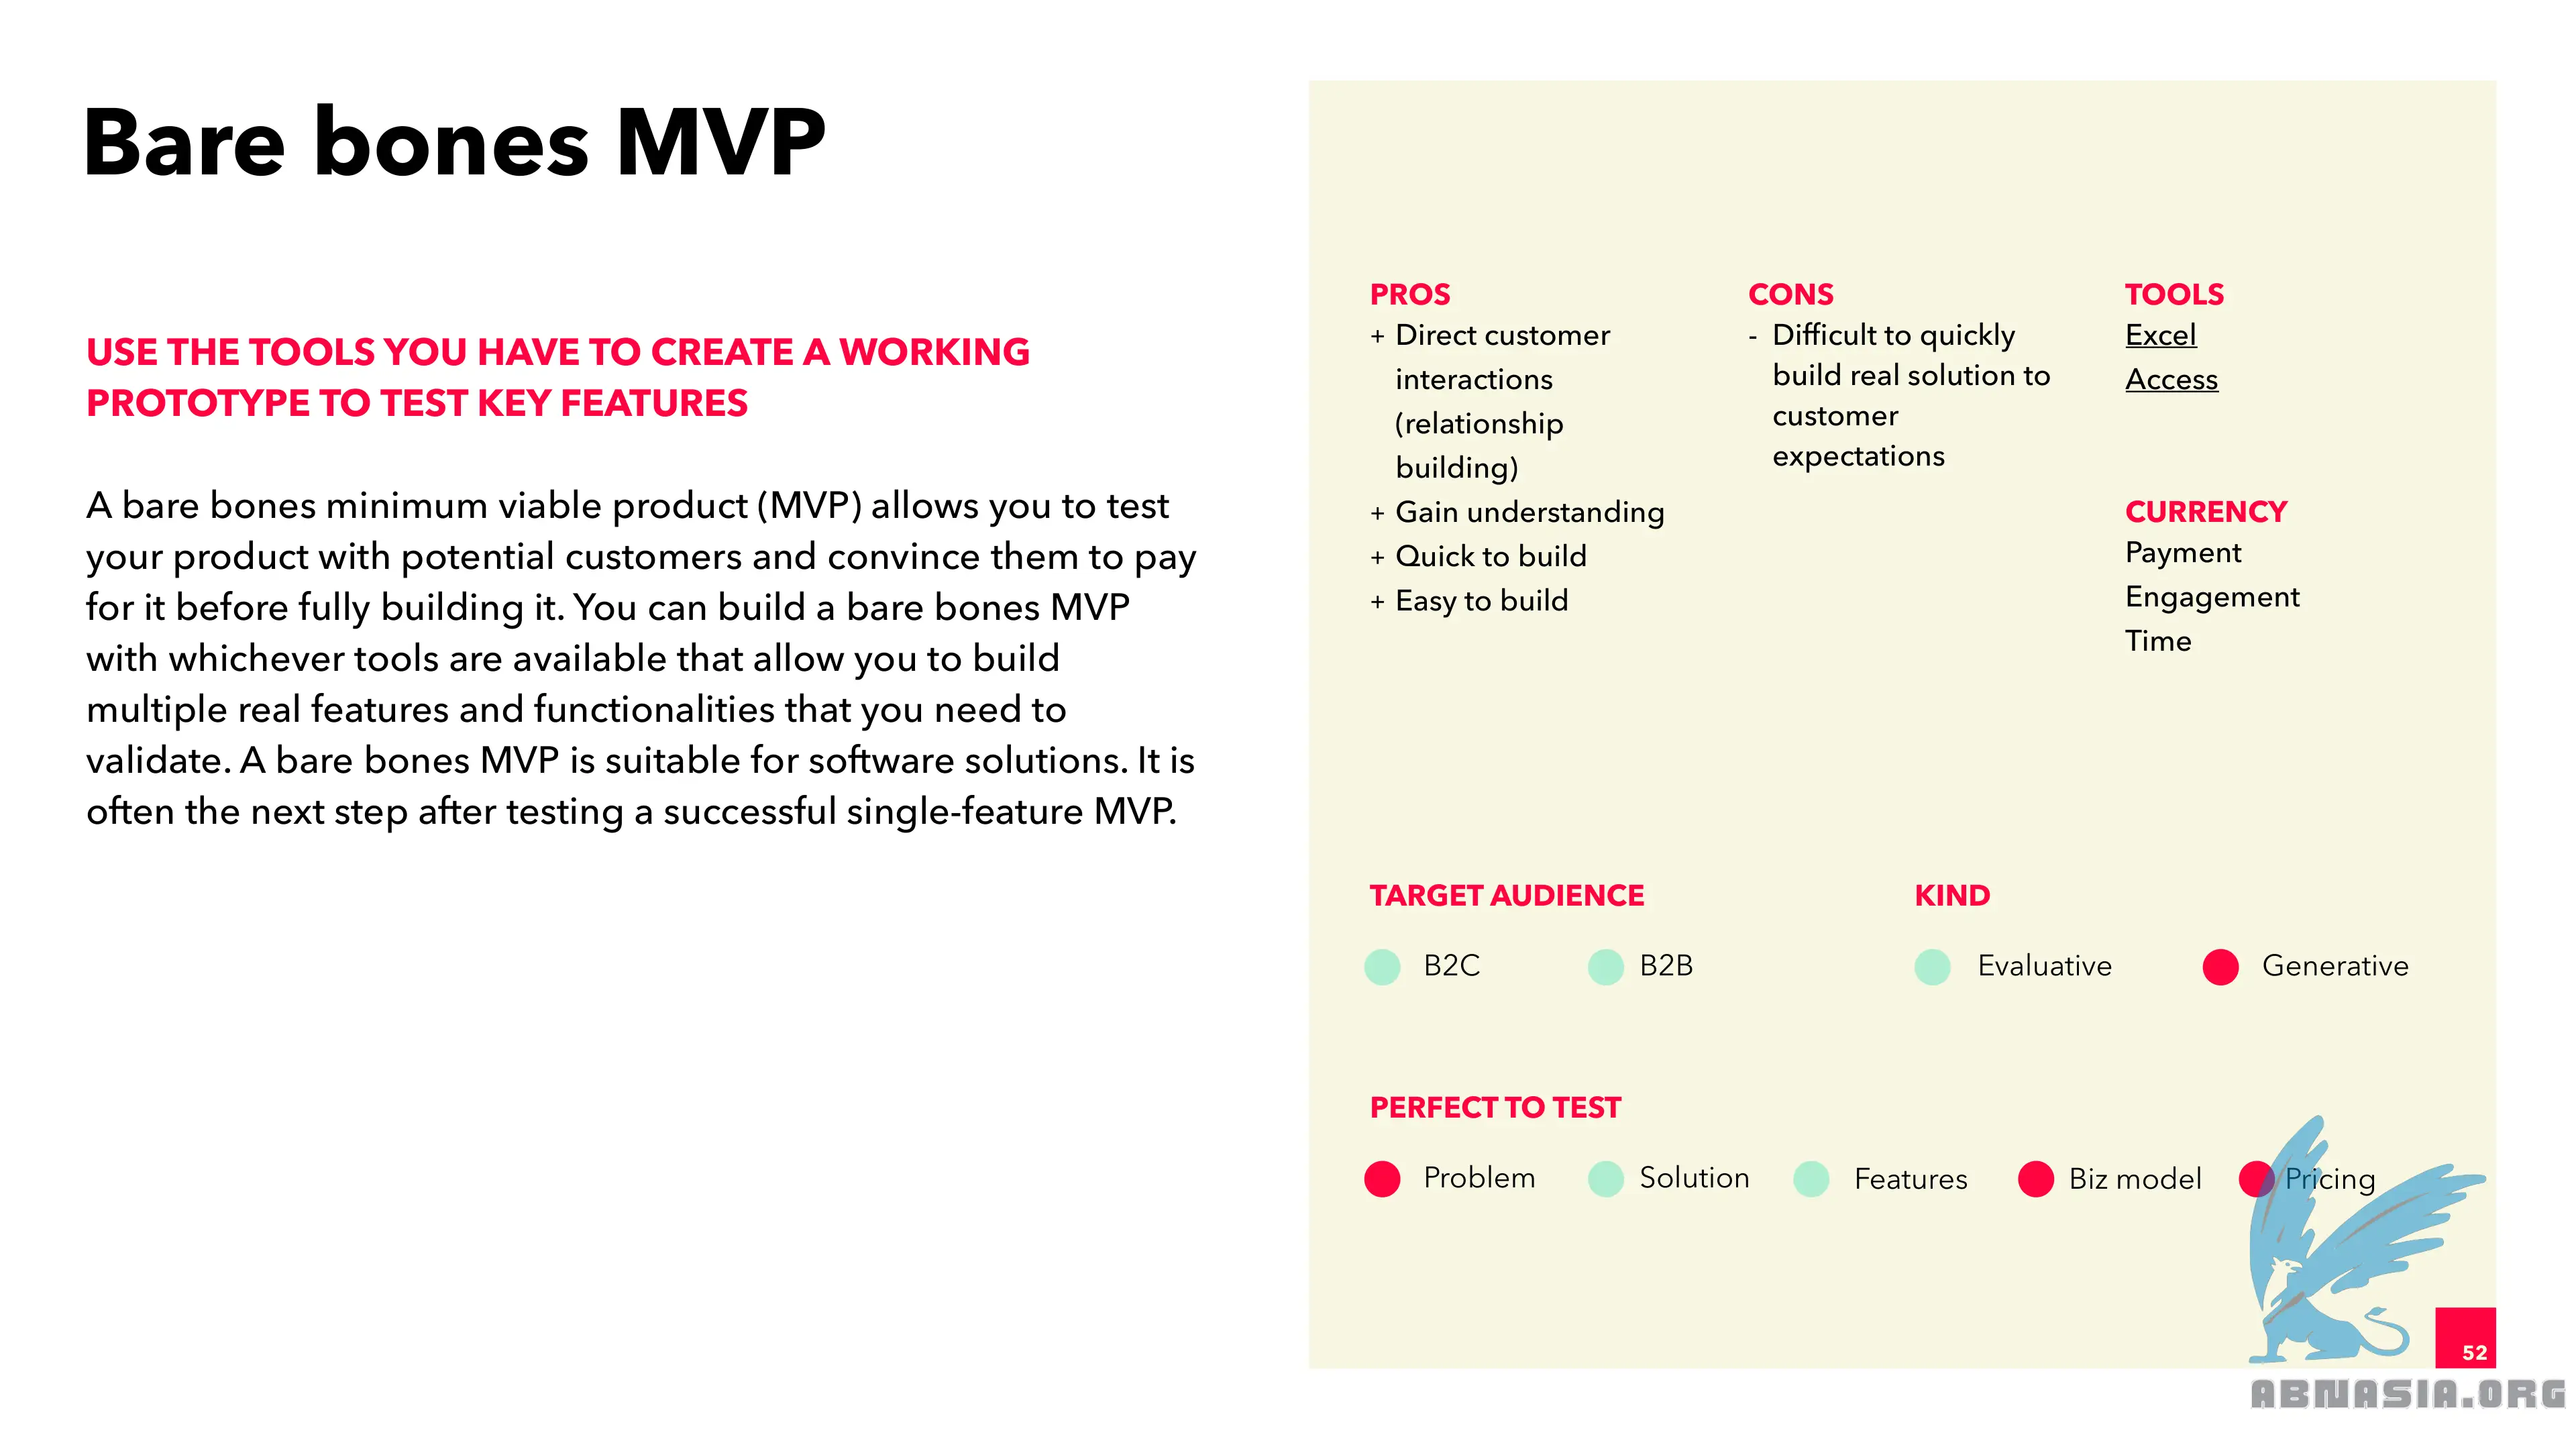 Bare bones MVP
USE THE TOOLS YOU HAVE TO CREATE A WORKING
PROTOTYPE TO TEST KEY FEATURES
A bare bones minimum viable product (MVP) allows you to test
your product with potential customers and convince them to pay
for it before fully building it. You can build a bare bones MVP
with whichever tools are available that allow you to build
multiple real features and functionalities that you need to
validate. A bare bones MVP is suitable for software solutions. It is
often the next step after testing a successful single-feature MVP.
PROS
+ Direct customer
interactions
(relationship
building)
+ Gain understanding
+ Quick to build
+ Easy to build
CONS
- Difficult to quickly
build real solution to
customer
expectations
TOOLS
Excel
Access
CURRENCY
Payment
Engagement
Time
TARGET AUDIENCE
B2C B2B
KIND
Evaluative Generative
PERFECT TO TEST
Problem Solution Features Biz model Pricing
52
ABNASIA.ORG